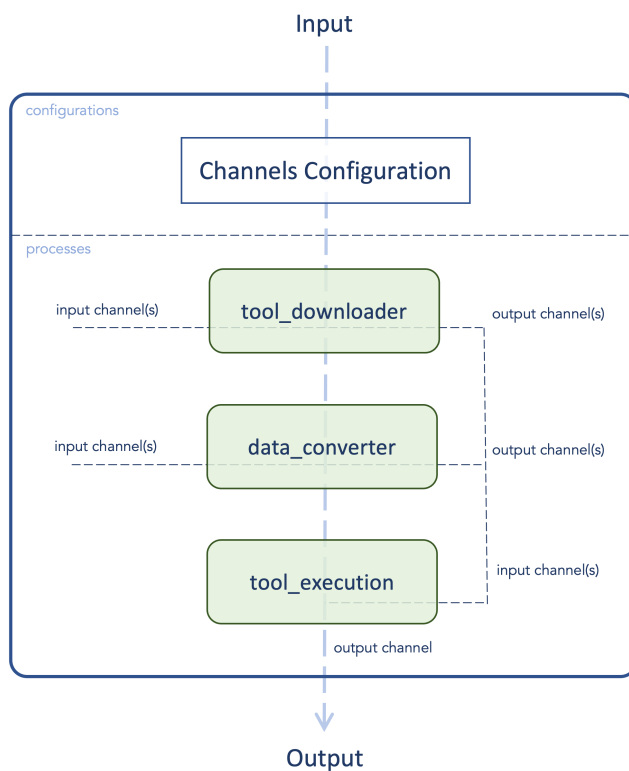 Input
configurations
Channels Configuration
processes
input channel(s)
tool_downloader
output channel(s)
input channel(s)
data_converter
output channel(s)
tool_execution
input channel(s)
output channel
Output